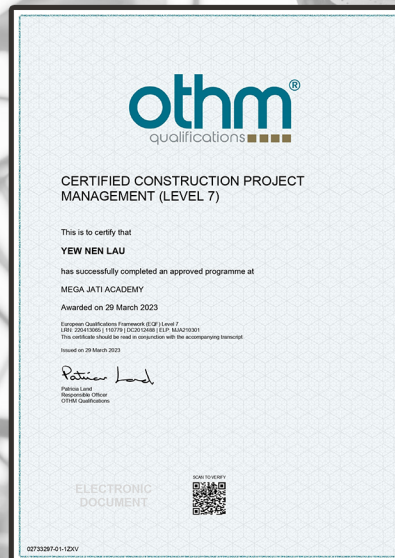 othm®
qualifications
CERTIFIED CONSTRUCTION PROJECT
MANAGEMENT (LEVEL 7)
This is to certify that
YEW NEN LAU
has successfully completed an approved programme at
MEGA JATI ACADEMY
Awarded on 29 March 2023
European Qualifications Framework (EQF) Level 7
LRN: 220413065 | 110779 | DC2012488 | ELP: MJA210301
This certificate should be read in conjunction with the accompanying transcript
Issued on 29 March 2023
Patricia Land
Patricia Land
Responsible Officer
OTHM Qualifications
SCAN TO VERIFY
ELECTRONIC
DOCUMENT
02733297-01-1ZXV